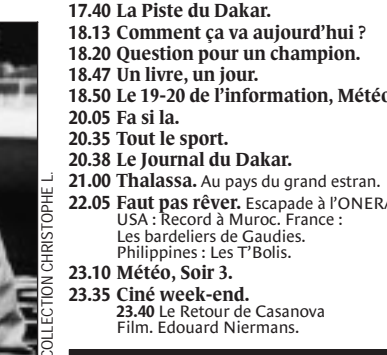 17.40 La Piste du Dakar.
18.13 Comment ça va aujourd'hui ?
18.20 Question pour un champion.
18.47 Un livre, un jour.
18.50 Le 19-20 de l'information, Météo
20.05 Fa si la.
20.35 Tout le sport.
20.38 Le Journal du Dakar.
21.00 Thalassa. Au pays du grand estran.
22.05 Faut pas rêver. Escapade à l'ONERA
USA : Record à Muroc. France :
Les bardeliers de Gaudies.
Philippines : Les T'Bolis.
23.10 Météo, Soir 3.
23.35 Ciné week-end.
23.40 Le Retour de Casanova
Film. Edouard Niermans.
COLLECTION CHRISTOPHE L.